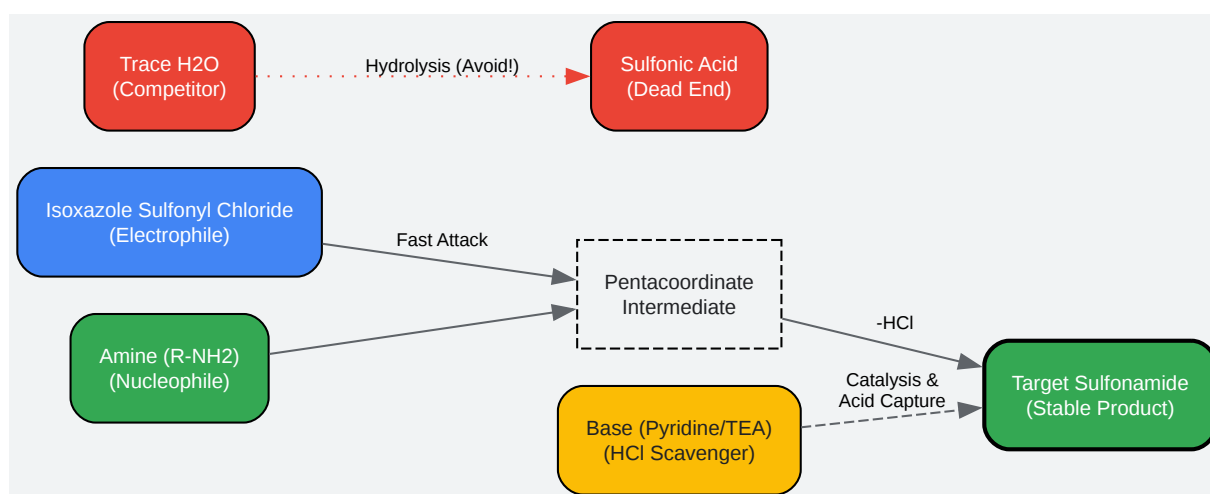 Trace H2O
(Competitor)
Hydrolysis (Avoid!)
Sulfonic Acid
(Dead End)
Isoxazole Sulfonyl Chloride
(Electrophile)
Fast Attack
Pentacoordinate
Intermediate
Amine (R-NH2)
(Nucleophile)
-HCl
Target Sulfonamide
(Stable Product)
Catalysis &
Acid Capture
Base (Pyridine/TEA)
(HCl Scavenger)